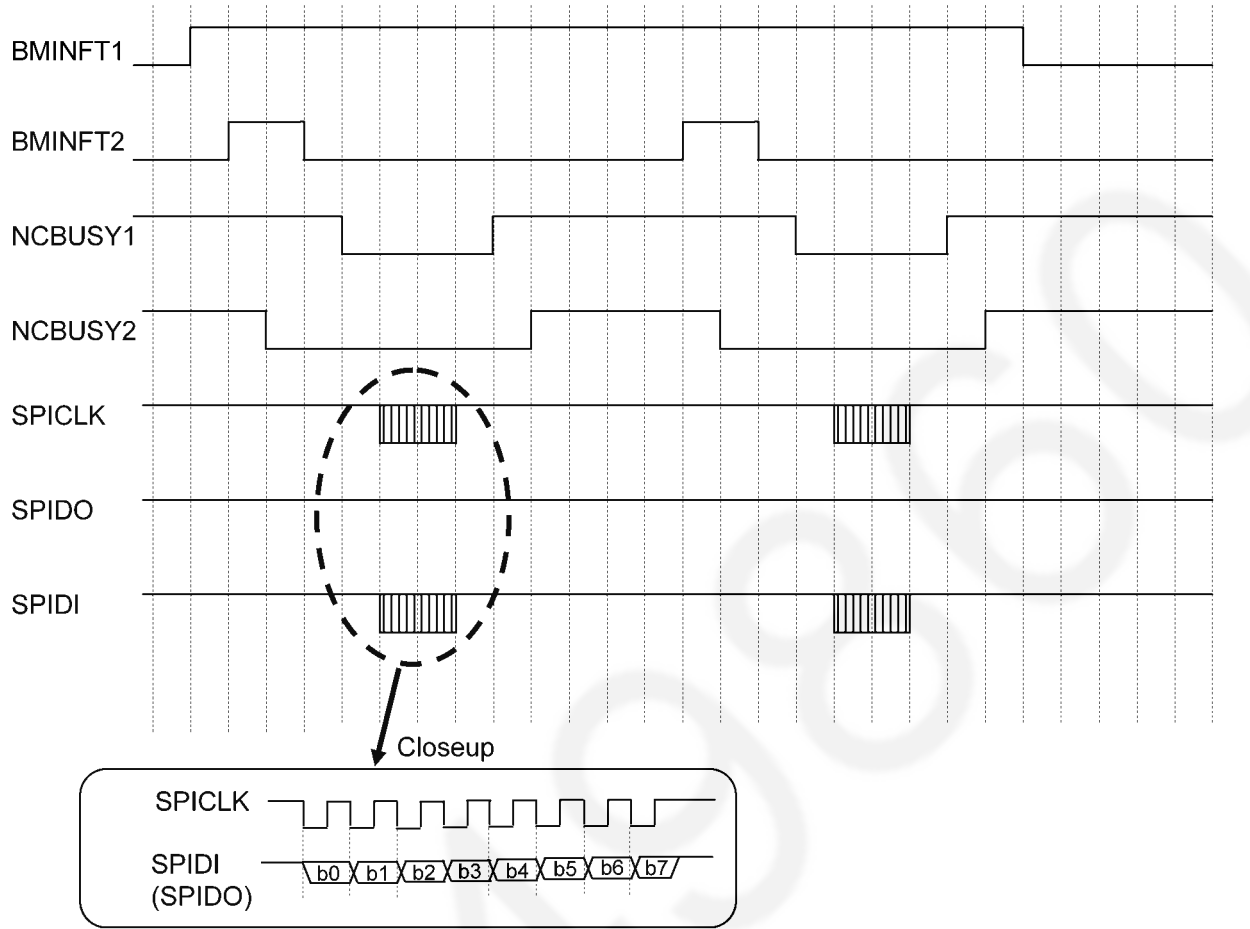 BMINFT1
BMINFT2
NCBUSY1
NCBUSY2
SPICLK
SPIDO
SPIDI
Closeup
SPICLK
SPIDI
(SPIDO)
b0 b1 b2 b3 b4 b5 b6 b7